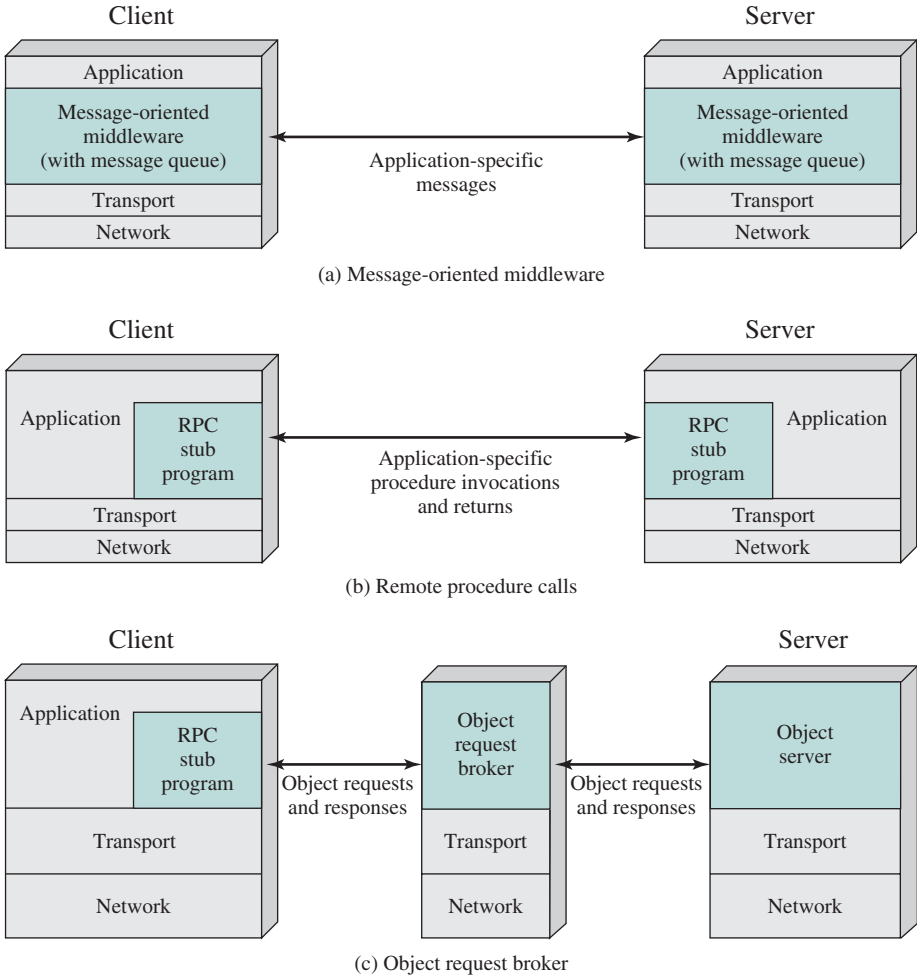 Client
Server
Application
Message-oriented
middleware
(with message queue)
Transport
Network
Application-specific
messages
Application
Message-oriented
middleware
(with message queue)
Transport
Network
(a) Message-oriented middleware
Client
Server
Application
RPC
stub
program
Transport
Network
Application-specific
procedure invocations
and returns
RPC
stub
program
Application
Transport
Network
(b) Remote procedure calls
Client
Server
Application
RPC
stub
program
Transport
Network
Object requests
and responses
Object
request
broker
Transport
Network
Object requests
and responses
Object
server
Transport
Network
(c) Object request broker